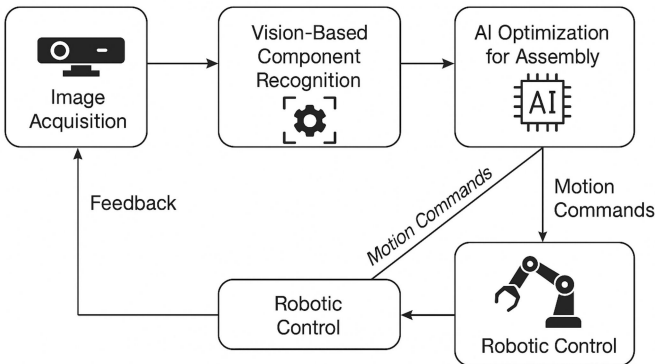 Image
Acquisition
Vision-Based
Component
Recognition
AI Optimization
for Assembly
AI
Feedback
Motion Commands
Motion
Commands
Robotic
Control
Robotic Control